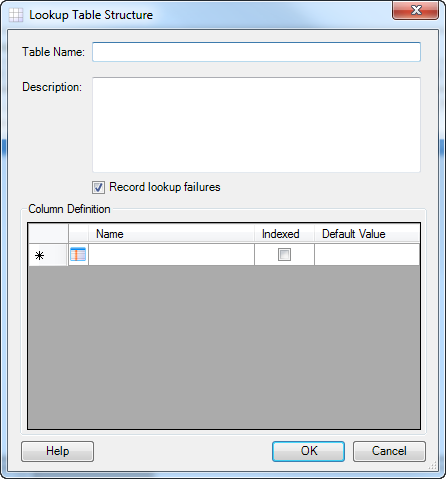 Lookup Table Structure
Table Name:
Description:
Record lookup failures
Column Definition
Name Indexed Default Value
Help OK Cancel